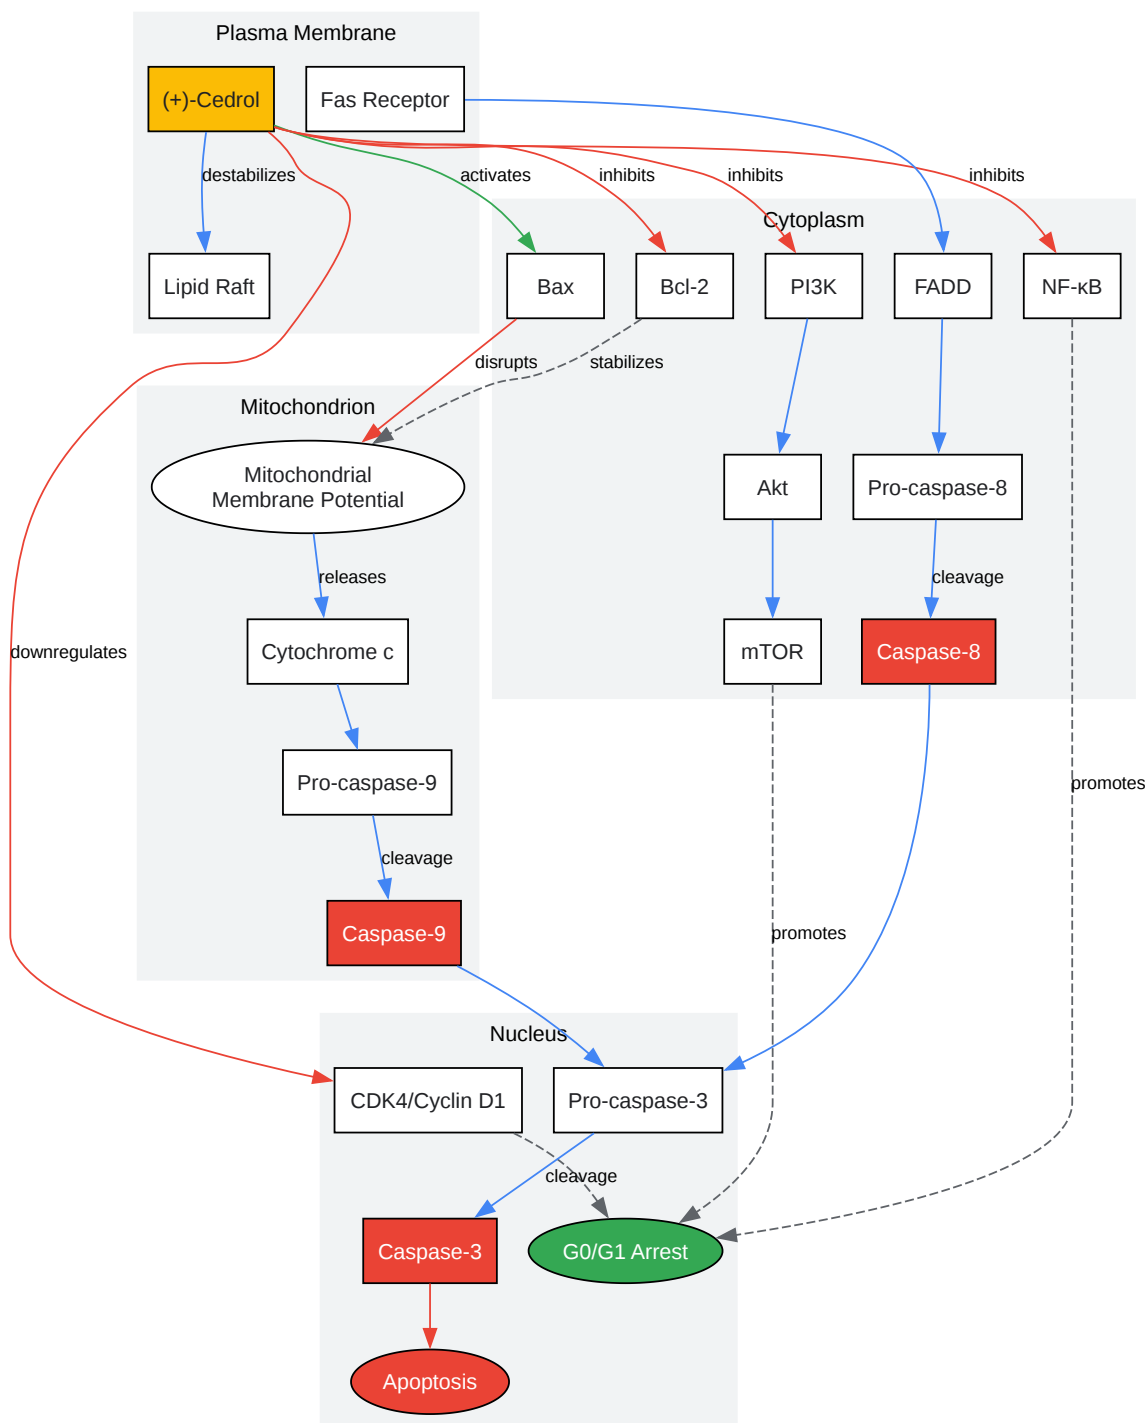 Plasma Membrane
(+)-Cedrol
Fas Receptor
destabilizes
activates
inhibits
inhibits
inhibits
Cytoplasm
Lipid Raft
Bax
Bcl-2
PI3K
FADD
NF-κB
disrupts
stabilizes
Mitochondrion
Mitochondrial
Membrane Potential
Akt
Pro-caspase-8
releases
cleavage
downregulates
Cytochrome c
mTOR
Caspase-8
Pro-caspase-9
promotes
cleavage
Caspase-9
promotes
Nucleus
CDK4/Cyclin D1
Pro-caspase-3
cleavage
Caspase-3
G0/G1 Arrest
Apoptosis